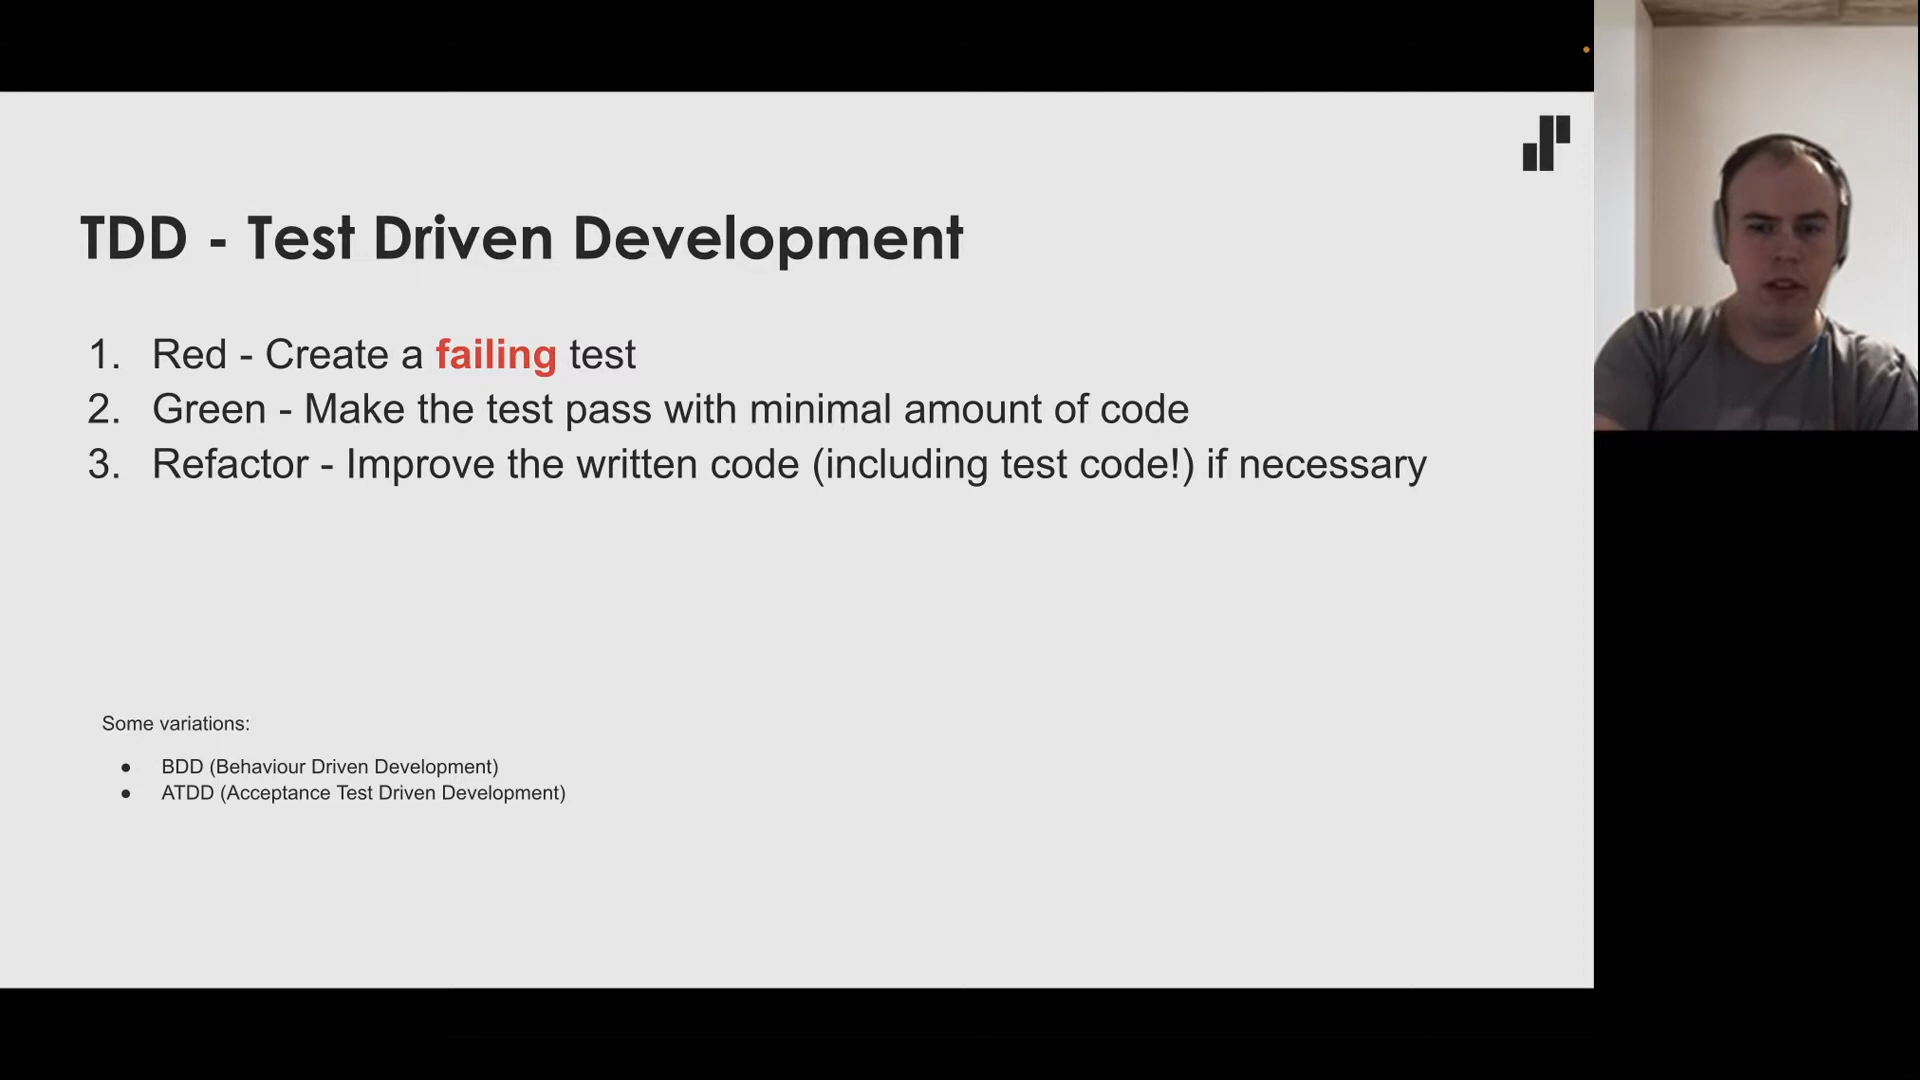 TDD - Test Driven Development
1. Red - Create a failing test
2. Green - Make the test pass with minimal amount of code
3. Refactor - Improve the written code (including test code!) if necessary
Some variations:
● BDD (Behaviour Driven Development)
● ATDD (Acceptance Test Driven Development)